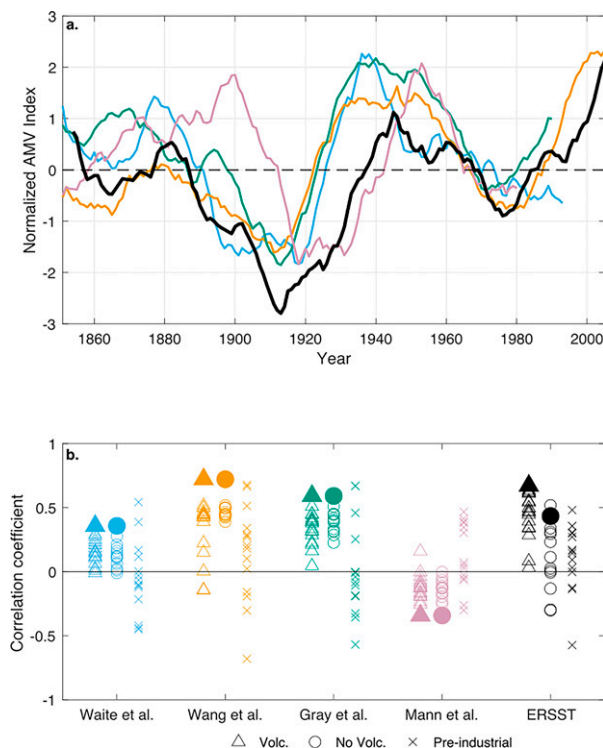 a.
3
2
1
0
-1
-2
-3
Normalized AMV Index
1860 1880 1900 1920 1940 1960 1980 2000
Year
b.
1
0.5
0
-0.5
-1
Correlation coefficient
Waite et al. Wang et al. Gray et al. Mann et al. ERSST
Volc. No Volc. Pre-industrial